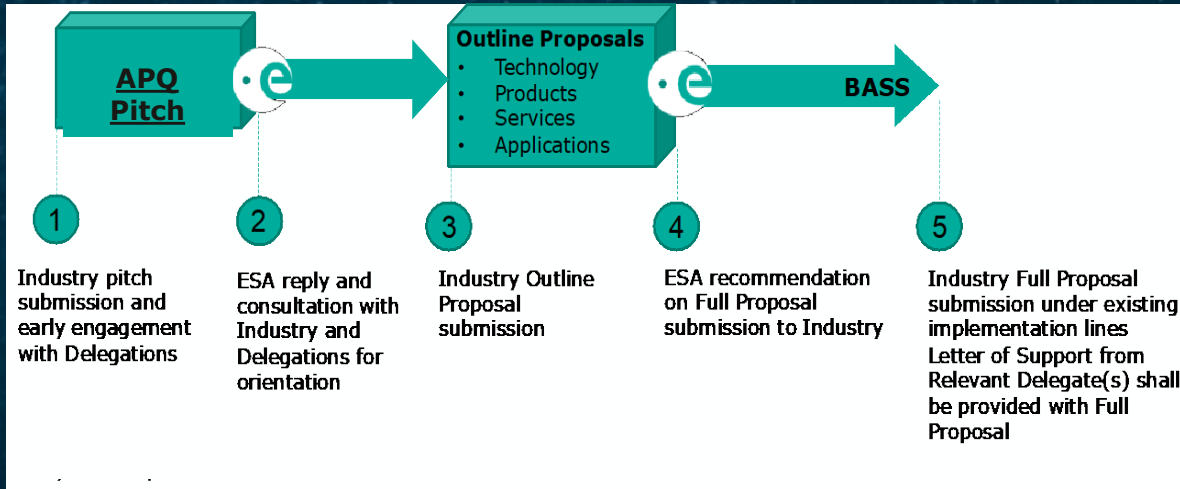 APQ
Pitch
Outline Proposals
• Technology
• Products
• Services
• Applications
BASS
1
Industry pitch
submission and
early engagement
with Delegations
2
ESA reply and
consultation with
Industry and
Delegations for
orientation
3
Industry Outline
Proposal
submission
4
ESA recommendation
on Full Proposal
submission to Industry
5
Industry Full Proposal
submission under existing
implementation lines
Letter of Support from
Relevant Delegate(s) shall
be provided with Full
Proposal